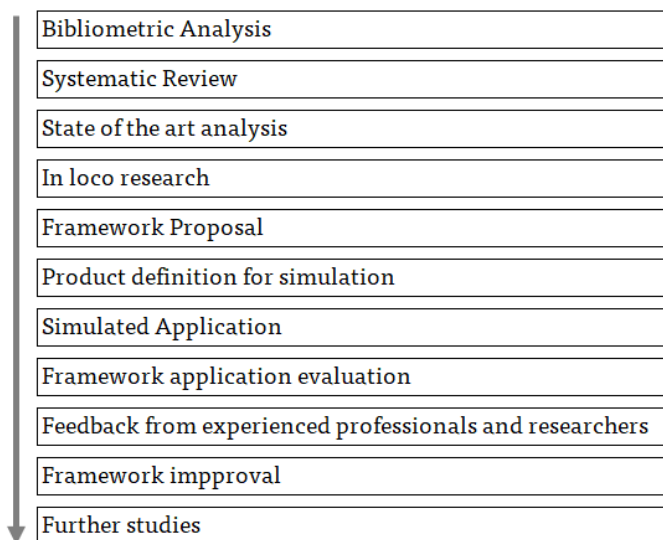 Bibliometric Analysis
Systematic Review
State of the art analysis
In loco research
Framework Proposal
Product definition for simulation
Simulated Application
Framework application evaluation
Feedback from experienced professionals and researchers
Framework impproval
Further studies